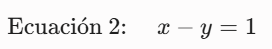 Ecuación 2: x − y = 1